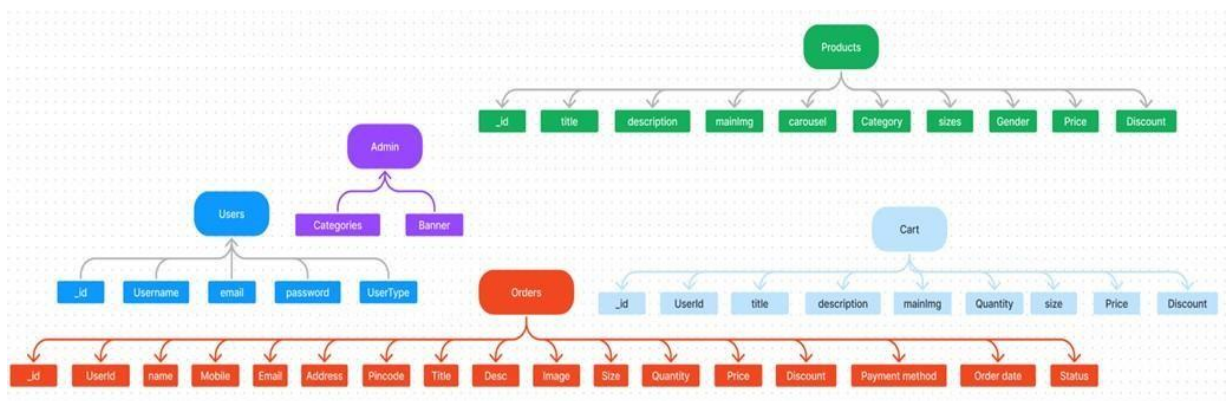 Products
_id title description mainImg carousel Category sizes Gender Price Discount
Admin
Categories Banner
Users
_id Username email password UserType
Cart
_id UserId title description mainImg Quantity size Price Discount
Orders
_id UserId name Mobile Email Address Pincode Title Desc Image Size Quantity Price Discount Payment method Order date Status